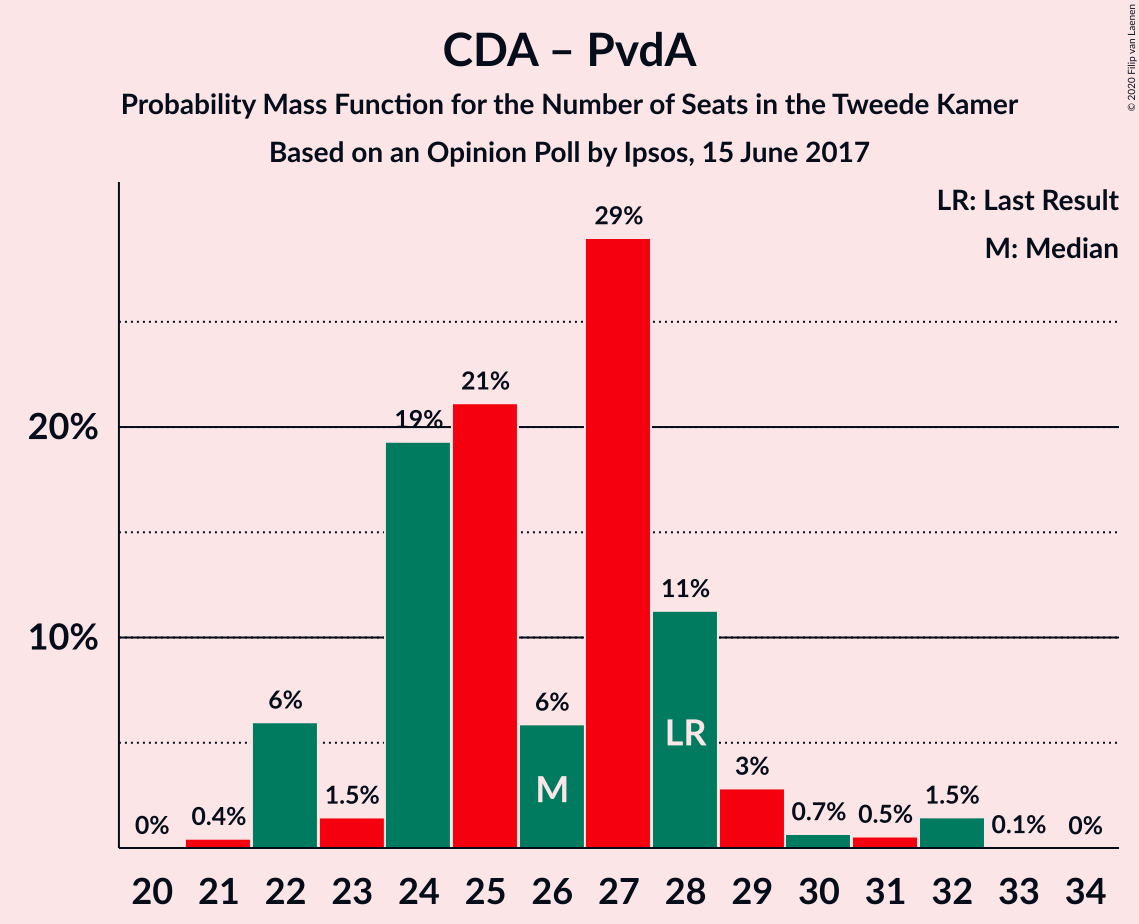 CDA – PvdA
Probability Mass Function for the Number of Seats in the Tweede Kamer
Based on an Opinion Poll by Ipsos, 15 June 2017
© 2020 Filip van Laenen
LR: Last Result
M: Median
20%
10%
0%
0.4%
6%
1.5%
19%
21%
6%
29%
11%
3%
0.7%
0.5%
1.5%
0.1%
0%
M
LR
20 21 22 23 24 25 26 27 28 29 30 31 32 33 34